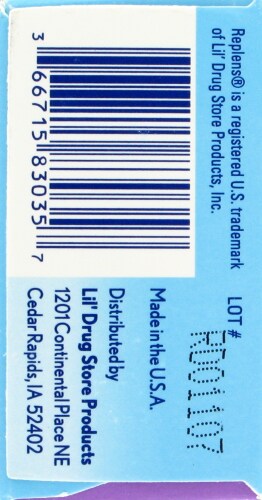 Replens® is a registered U.S. trademark
of Lil' Drug Store Products, Inc.
3 66715 83035 7
LOT #
RD01107
Made in the U.S.A.
Distributed by
Lil' Drug Store Products
1201 Continental Place NE
Cedar Rapids, IA 52402